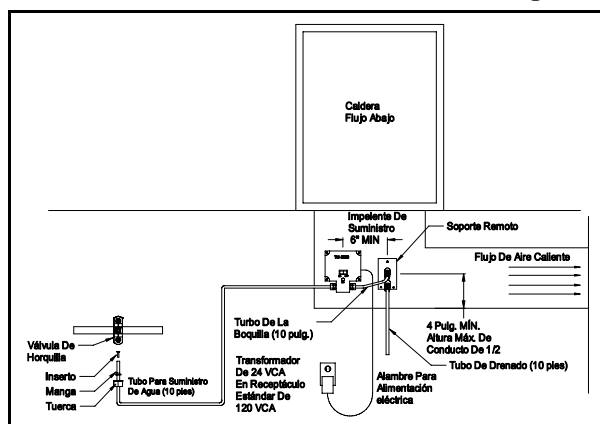 Caldera
Flujo Abajo
Impelente De
Suministro
6" MIN
Soporte Remoto
Flujo De Aire Caliente
Turbo De La
Boquilla (10 puig.)
4 Pulg. MÍN.
Altura Máx. De
Conducto De 1/2
Válvula De
Horquilla
Inserto
Manga
Tuerca
Tubo Para Suministro
De Agua (10 pies)
Transformador
De 24 VCA
En Receptáculo
Estándar De
120 VCA
Alambre Para
Alimentación
eléctrica
Tubo De Drenado (10 pies)